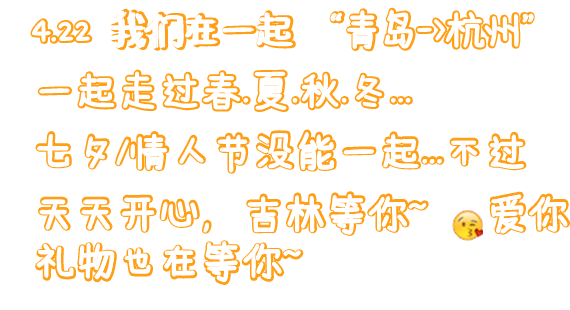 4.22 我们在一起 “青岛->杭州”
一起走过春.夏.秋.冬...
七夕/情人节没能一起...不过
天天开心，古林等你~ 😘爱你
礼物也在等你~